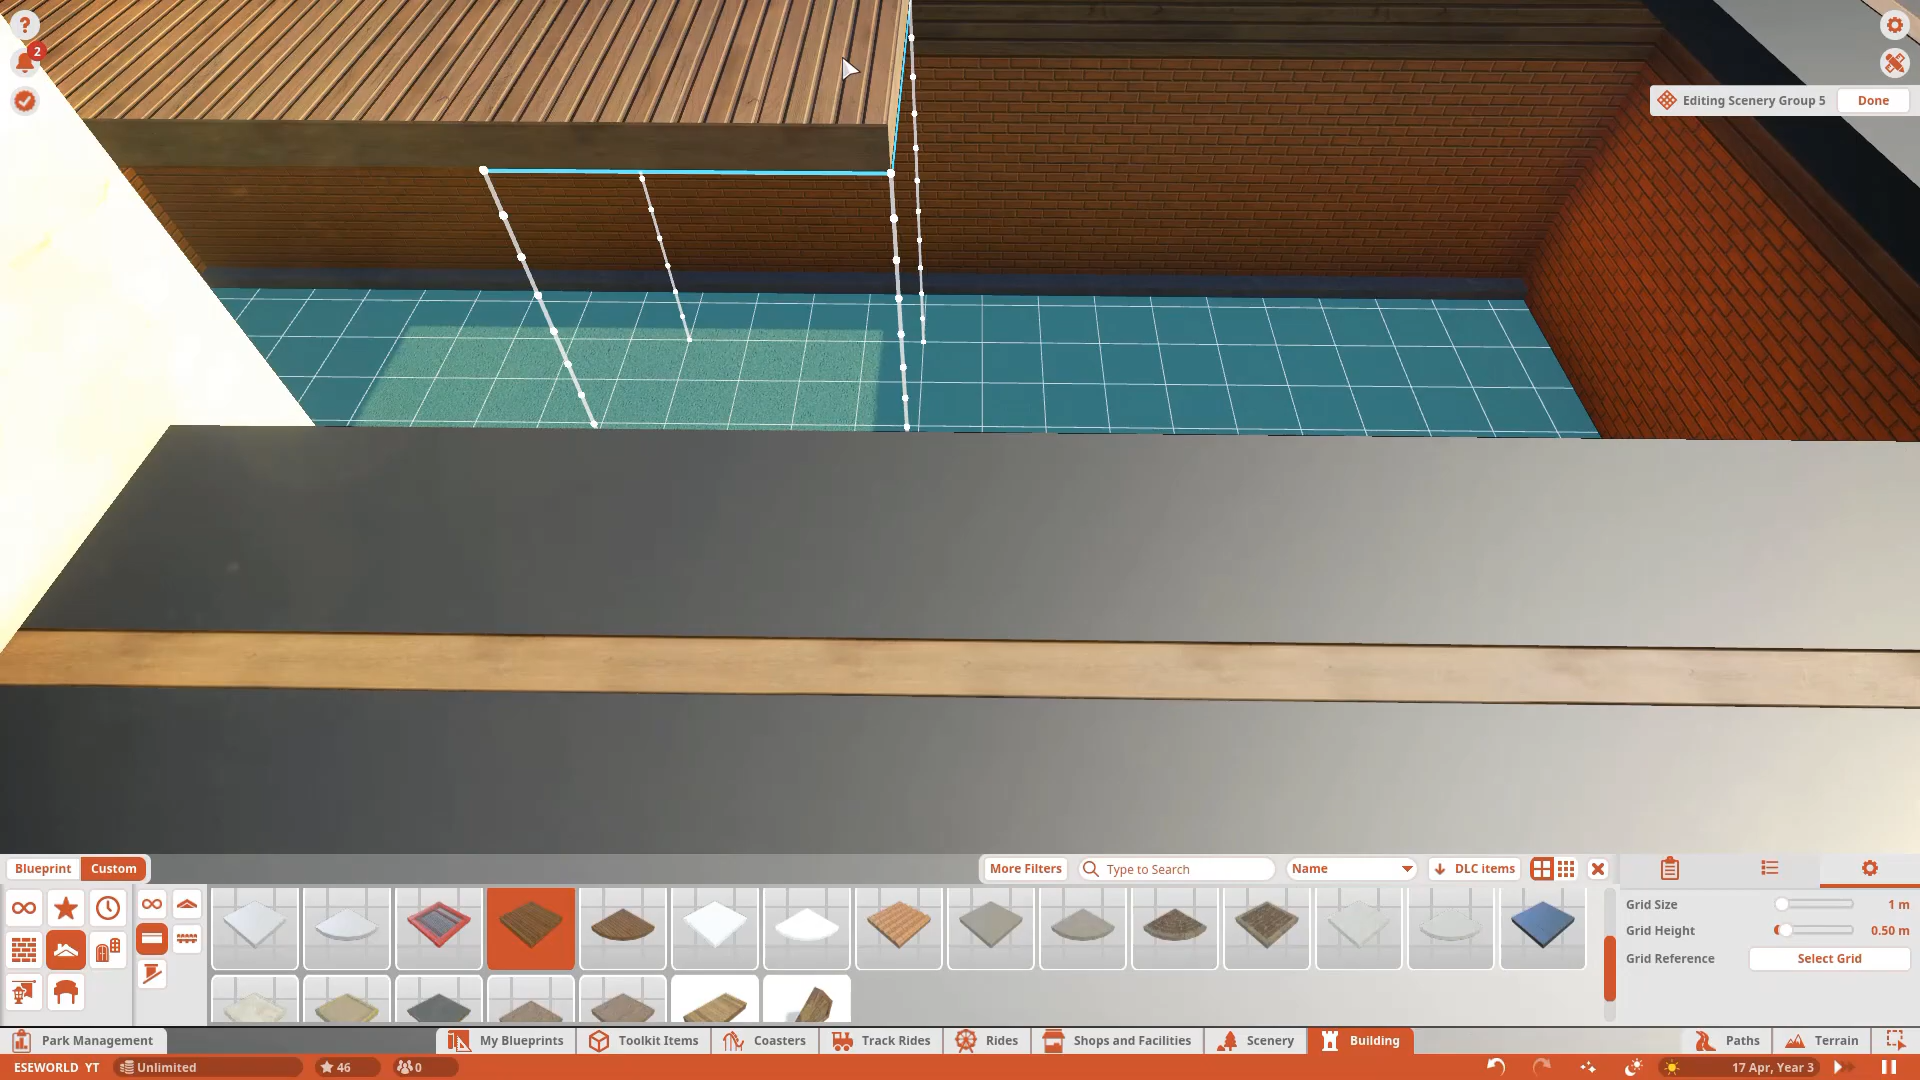 ?
2
Editing Scenery Group 5
Done
Blueprint
Custom
More Filters
Type to Search
Name
DLC items
Grid Size
1 m
Grid Height
0.50 m
Grid Reference
Select Grid
Park Management
My Blueprints
Toolkit Items
Coasters
Track Rides
Rides
Shops and Facilities
Scenery
Building
Paths
Terrain
ESEWORLD YT
Unlimited
46
0
17 Apr, Year 3